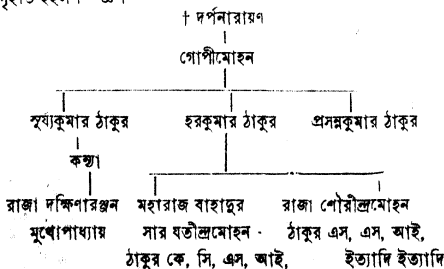 † দর্পনারায়ণ
গোপীমোহন
সূর্য্যকুমার ঠাকুর হরকুমার ঠাকুর প্রসন্নকুমার ঠাকুর
কন্যা
রাজা দক্ষিণারঞ্জন মহারাজ বাহাদুর রাজা শৌরীন্দ্রমোহন
মুখোপাধ্যায় সার যতীন্দ্রমোহন ঠাকুর এস, এস, আই,
ঠাকুর কে, সি, এস, আই, ইত্যাদি ইত্যাদি